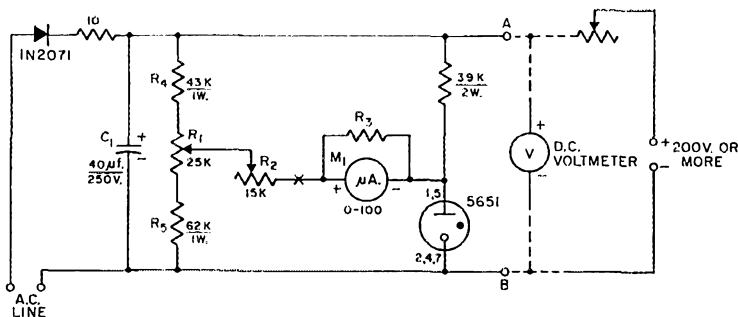 10
1N2071
A
R4
43K
1W.
39K
2W.
R3
C1
+
-
40µf.
250V.
R1
25K
R2
15K
M1
+
µA.
-
0-100
+
V
-
D.C.
VOLTMETER
+
-
200V. OR
MORE
1,5
5651
R5
62K
1W.
2,4,7
B
A.C.
LINE